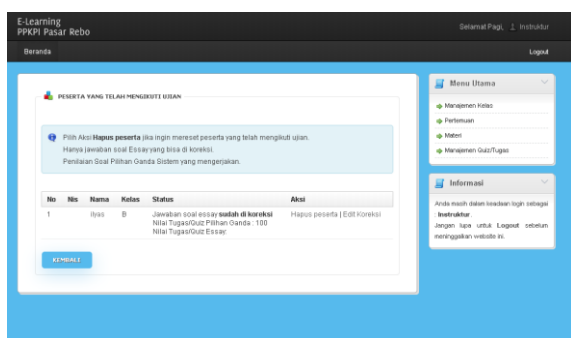 E-Learning
PPKPI Pasar Rebo
Selamat Pagi, Instruktur
Beranda
Logout
PESERTA YANG TELAH MENGIKUTI UJIAN
Pilih Aksi Hapus peserta jika ingin mereset peserta yang telah mengikuti ujian.
Hanya jawaban soal Essay yang bisa di koreksi.
Penilaian Soal Pilihan Ganda Sistem yang mengerjakan.
No Nis Nama Kelas Status Aksi
1 ilyas B Jawaban soal essay sudah di koreksi Hapus peserta | Edit Koreksi
Nilai Tugas/Quiz Pilihan Ganda : 100
Nilai Tugas/Quiz Essay:
KEMBALI
Menu Utama
Manajemen Kelas
Pertemuan
Materi
Manajemen Quiz/Tugas
Informasi
Anda masih dalam keadaan login sebagai
: Instruktur.
Jangan lupa untuk Logout sebelum
meninggalkan website ini.